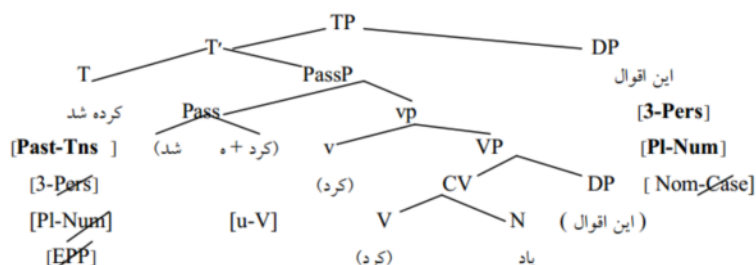 TP
T' DP
T PassP این اقوال
کرده شد Pass vp [3-Pers]
[Past-Tns ] (کرد + ه شد) v VP [Pl-Num]
[3-Pers] (کرد) CV DP [ Nom-Case]
[Pl-Num] [u-V] V N ( این اقوال )
[EPP] (کرد) یاد